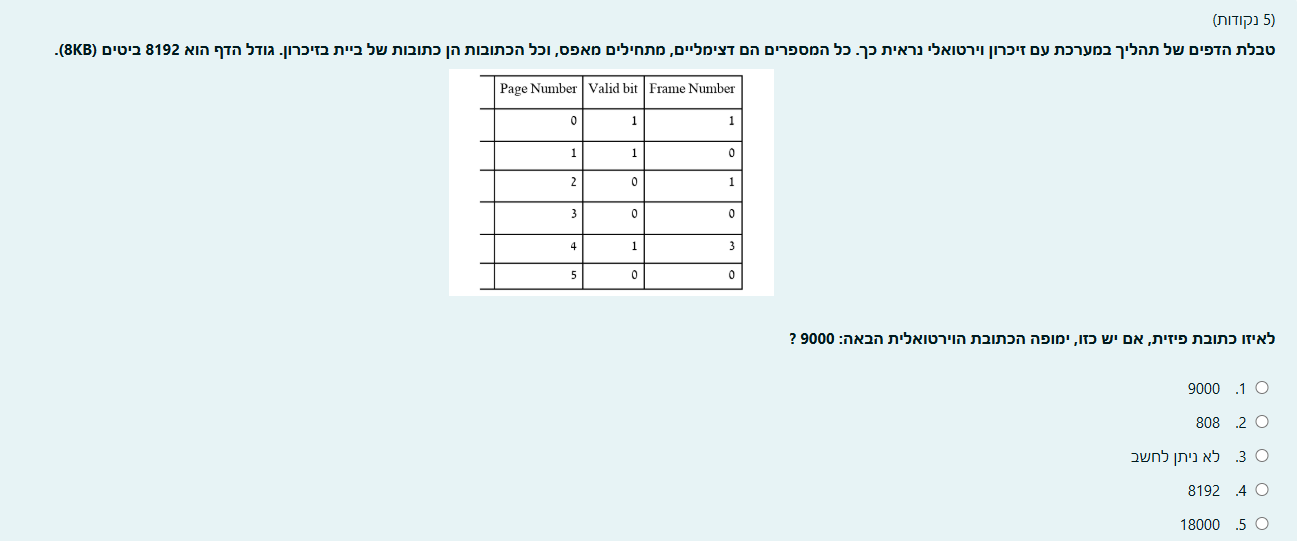 (5 נקודות)
טבלת הדפים של תהליך במערכת עם זיכרון וירטואלי נראית כך. כל המספרים הם דצימליים, מתחילים מאפס, וכל הכתובות הן כתובות של ביית בזיכרון. גודל הדף הוא 8192 ביטים (8KB).
Page Number Valid bit Frame Number
0 1 1
1 1 0
2 0 1
3 0 0
4 1 3
5 0 0
לאיזו כתובת פיזית, אם יש כזו, ימופה הכתובת הוירטואלית הבאה: 9000 ?
1. 9000
2. 808
3. לא ניתן לחשב
4. 8192
5. 18000